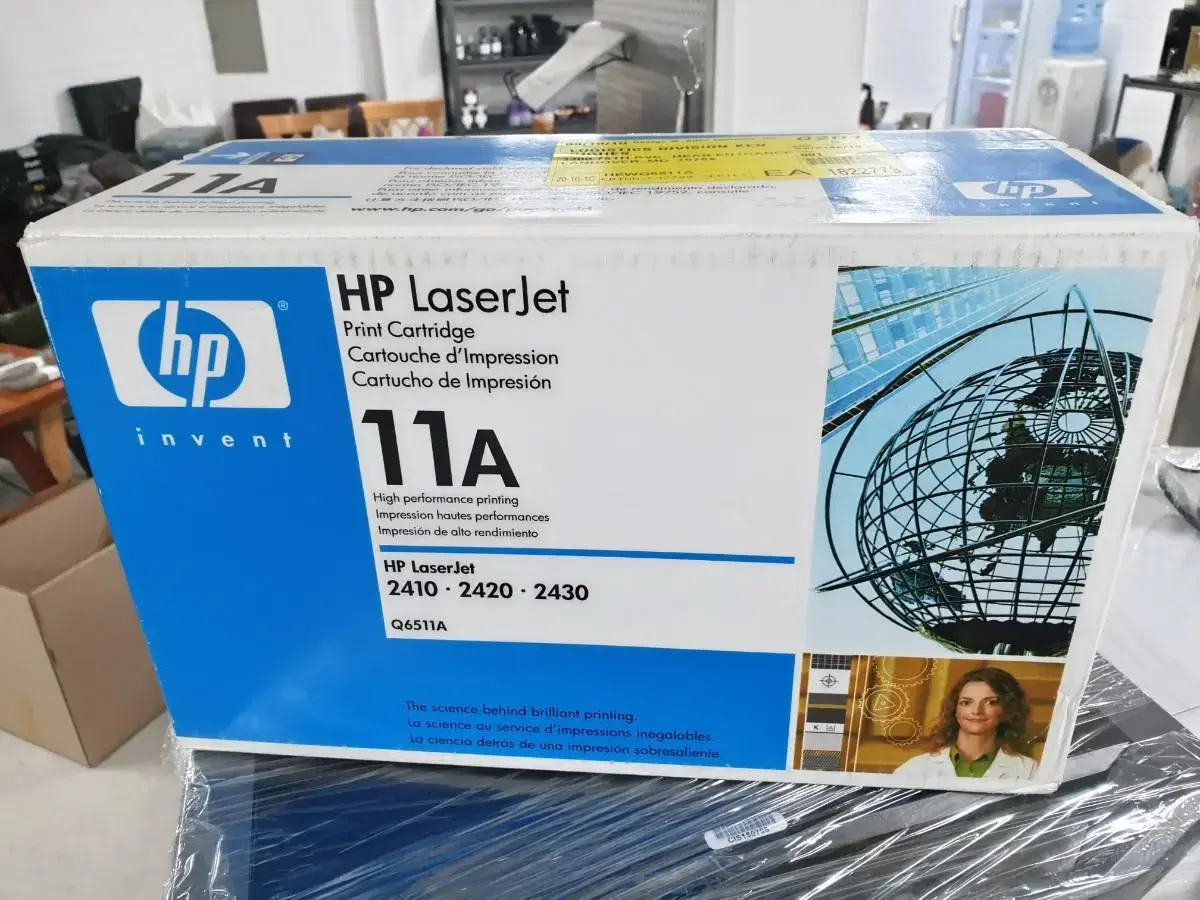 11A
www.hp.com/go/
HEWQ6511A
EA
1822775
hp
invent
hp
®
invent
HP LaserJet
Print Cartridge
Cartouche d'Impression
Cartucho de Impresión
11A
High performance printing
Impression hautes performances
Impresión de alto rendimiento
HP LaserJet
2410 · 2420 · 2430
Q6511A
The science behind brilliant printing.
La science au service d'impressions inégalables.
La ciencia detrás de una impresión sobresaliente.
K